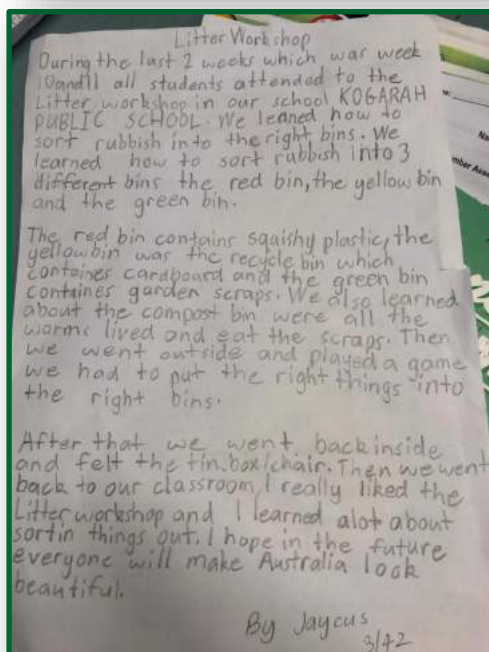 Litter Workshop
During the last 2 weeks which was week
10and11 all students attended to the
Litter workshop in our school KOGARAH
PUBLIC SCHOOL. We leaned how to
sort rubbish into the right bins. We
learned how to sort rubbish into 3
different bins the red bin, the yellow bin
and the green bin.
The red bin contains squishy plastic, the
yellow bin was the recycle bin which
containes cardboard and the green bin
containes garden scraps. We also learned
about the compost bin were all the
worms lived and eat the scraps. Then
we went outside and played a game
we had to put the right things into
the right bins.
After that we went back inside
and felt the tin. box/chair. Then we went
back to our classroom, I really liked the
Litter workshop and I learned alot about
sortin things out. I hope in the future
everyone will make Australia look
beautiful.
By Jaycus
3/42
Na
mber Asse